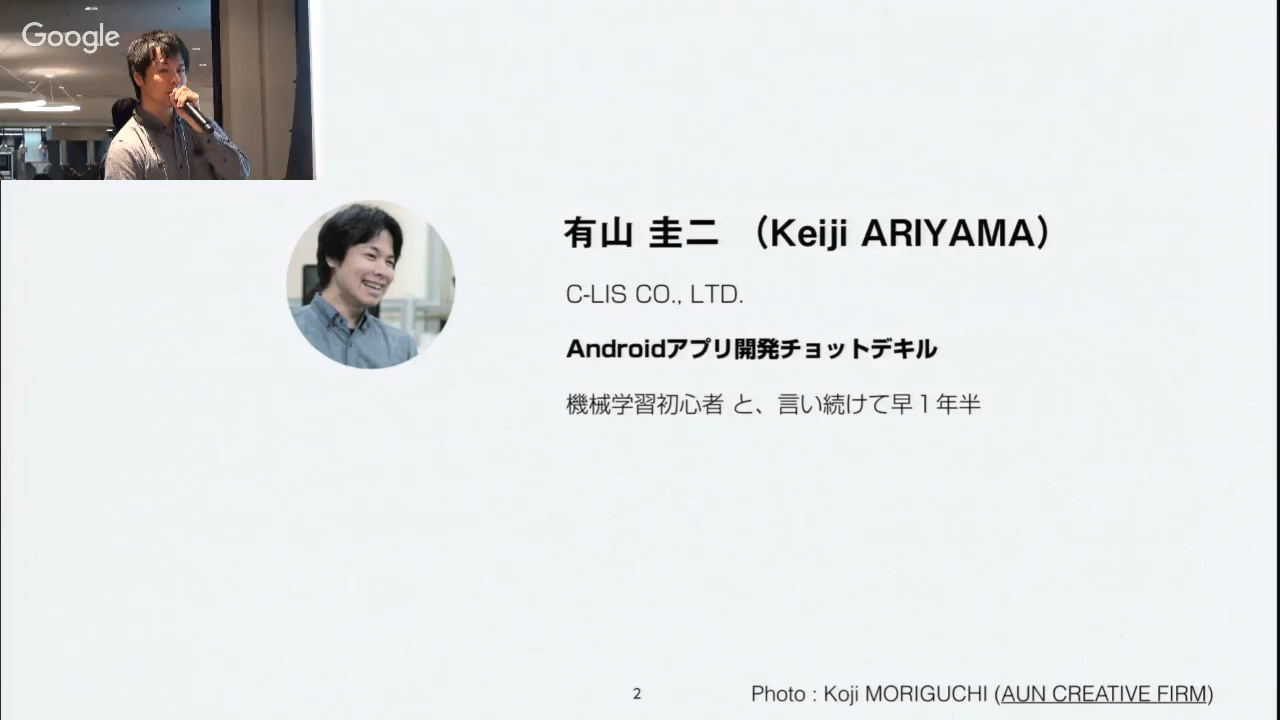 Google
有山 圭二 （Keiji ARIYAMA）
C-LIS CO., LTD.
Androidアプリ開発チョットデキル
機械学習初心者 と、言い続けて早１年半
2
Photo : Koji MORIGUCHI (AUN CREATIVE FIRM)